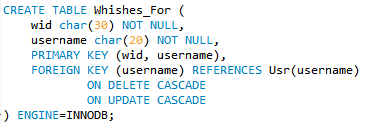 CREATE TABLE Whishes_For (
    wid char(30) NOT NULL,
    username char(20) NOT NULL,
    PRIMARY KEY (wid, username),
    FOREIGN KEY (username) REFERENCES Usr(username)
            ON DELETE CASCADE
            ON UPDATE CASCADE
) ENGINE=INNODB;